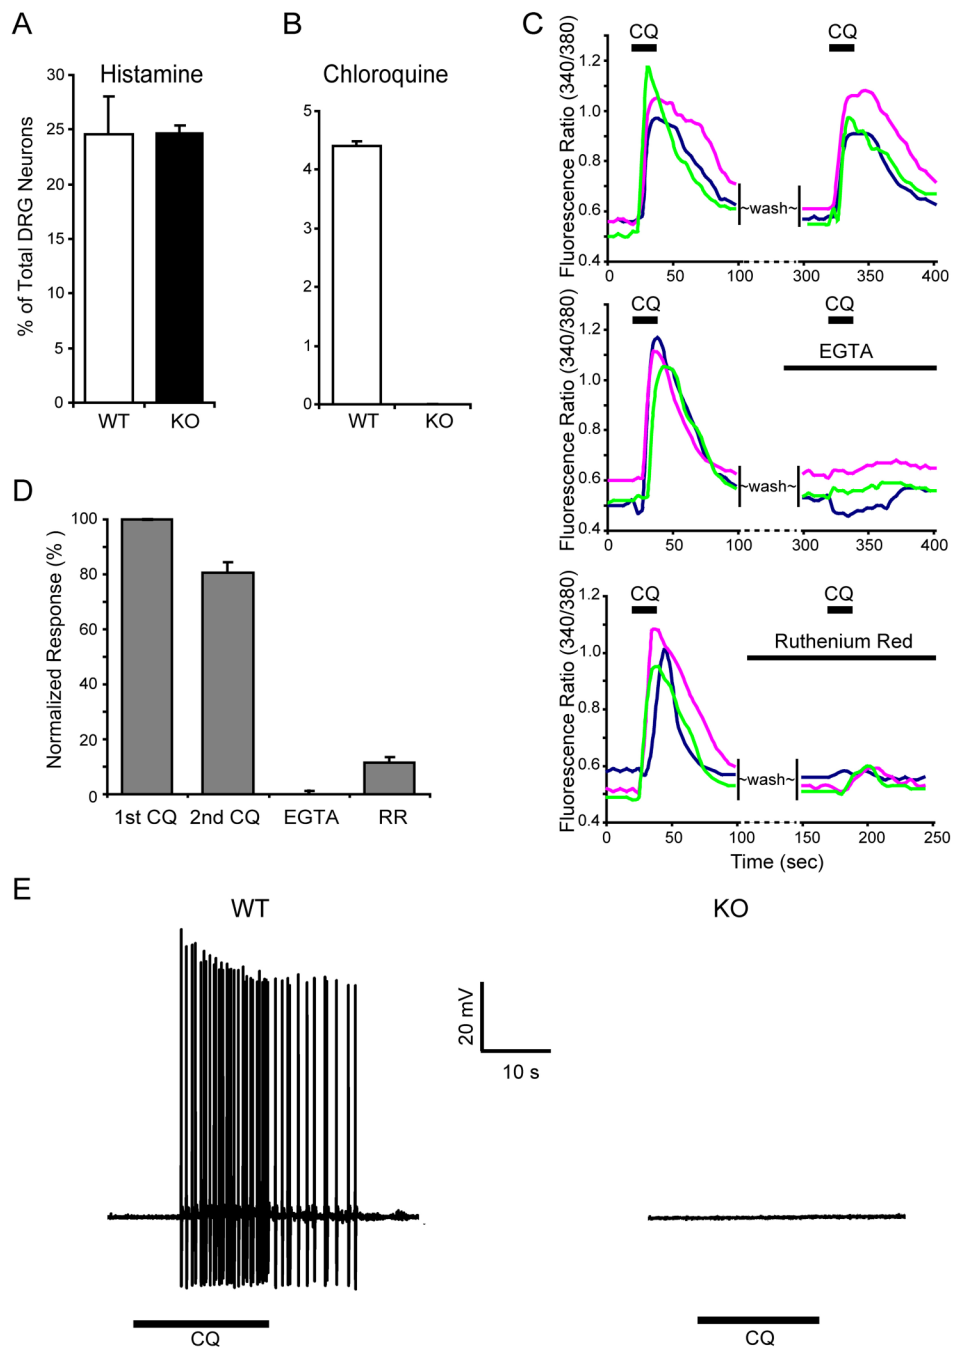 A
Histamine
% of Total DRG Neurons
30
25
20
15
10
5
0
WT KO
B
Chloroquine
5
4
3
2
1
0
WT KO
C
Fluorescence Ratio (340/380)
CQ CQ
1.2
1.0
0.8
0.6
0.4
~wash~
0 50 100 300 350 400
Fluorescence Ratio (340/380)
CQ CQ
EGTA
1.2
1.0
0.8
0.6
0.4
~wash~
0 50 100 300 350 400
Fluorescence Ratio (340/380)
CQ CQ
Ruthenium Red
1.2
1.0
0.8
0.6
0.4
~wash~
0 50 100 150 200 250
Time (sec)
D
Normalized Response (%)
100
80
60
40
20
0
1st CQ 2nd CQ EGTA RR
E
WT KO
20 mV
10 s
CQ CQ